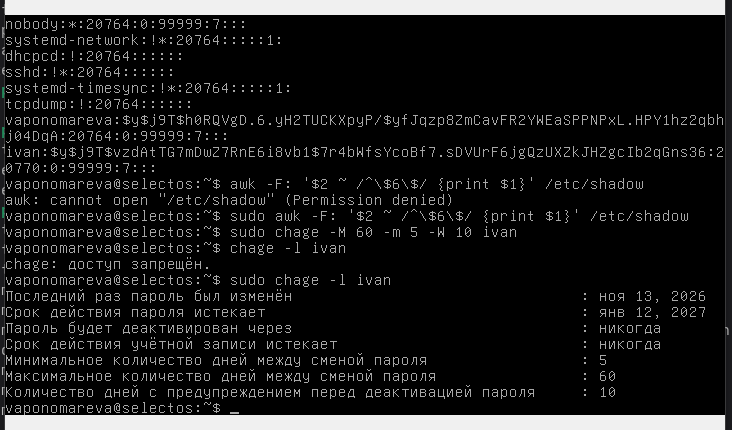 nobody:*:20764:0:99999:7:::
systemd-network:!*:20764:::::1:
dhcpcd:!:20764::::::
sshd:!*:20764::::::
systemd-timesync:!*:20764:::::1:
tcpdump:!:20764::::::
vaponomareva:$y$j9T$h0RQVgD.6.yH2TUCKXpyP/$yfJqzp8ZmCavFR2YWEaSPPNPxL.HPY1hz2qbh
j04DqA:20764:0:99999:7:::
ivan:$y$j9T$vzdAtTG7mDwZ7RnE6i8vb1$7r4bWfsYcoBf7.sDVUrF6jgQzUXZkJHZgcIb2qGns36:2
0770:0:99999:7:::
vaponomareva@selectos:~$ awk -F: '$2 ~ /^\$6\$/ {print $1}' /etc/shadow
awk: cannot open "/etc/shadow" (Permission denied)
vaponomareva@selectos:~$ sudo awk -F: '$2 ~ /^\$6\$/ {print $1}' /etc/shadow
vaponomareva@selectos:~$ sudo chage -M 60 -m 5 -W 10 ivan
vaponomareva@selectos:~$ chage -l ivan
chage: доступ запрещён.
vaponomareva@selectos:~$ sudo chage -l ivan
Последний раз пароль был изменён : ноя 13, 2026
Срок действия пароля истекает : янв 12, 2027
Пароль будет деактивирован через : никогда
Срок действия учётной записи истекает : никогда
Минимальное количество дней между сменой пароля : 5
Максимальное количество дней между сменой пароля : 60
Количество дней с предупреждением перед деактивацией пароля : 10
vaponomareva@selectos:~$ _